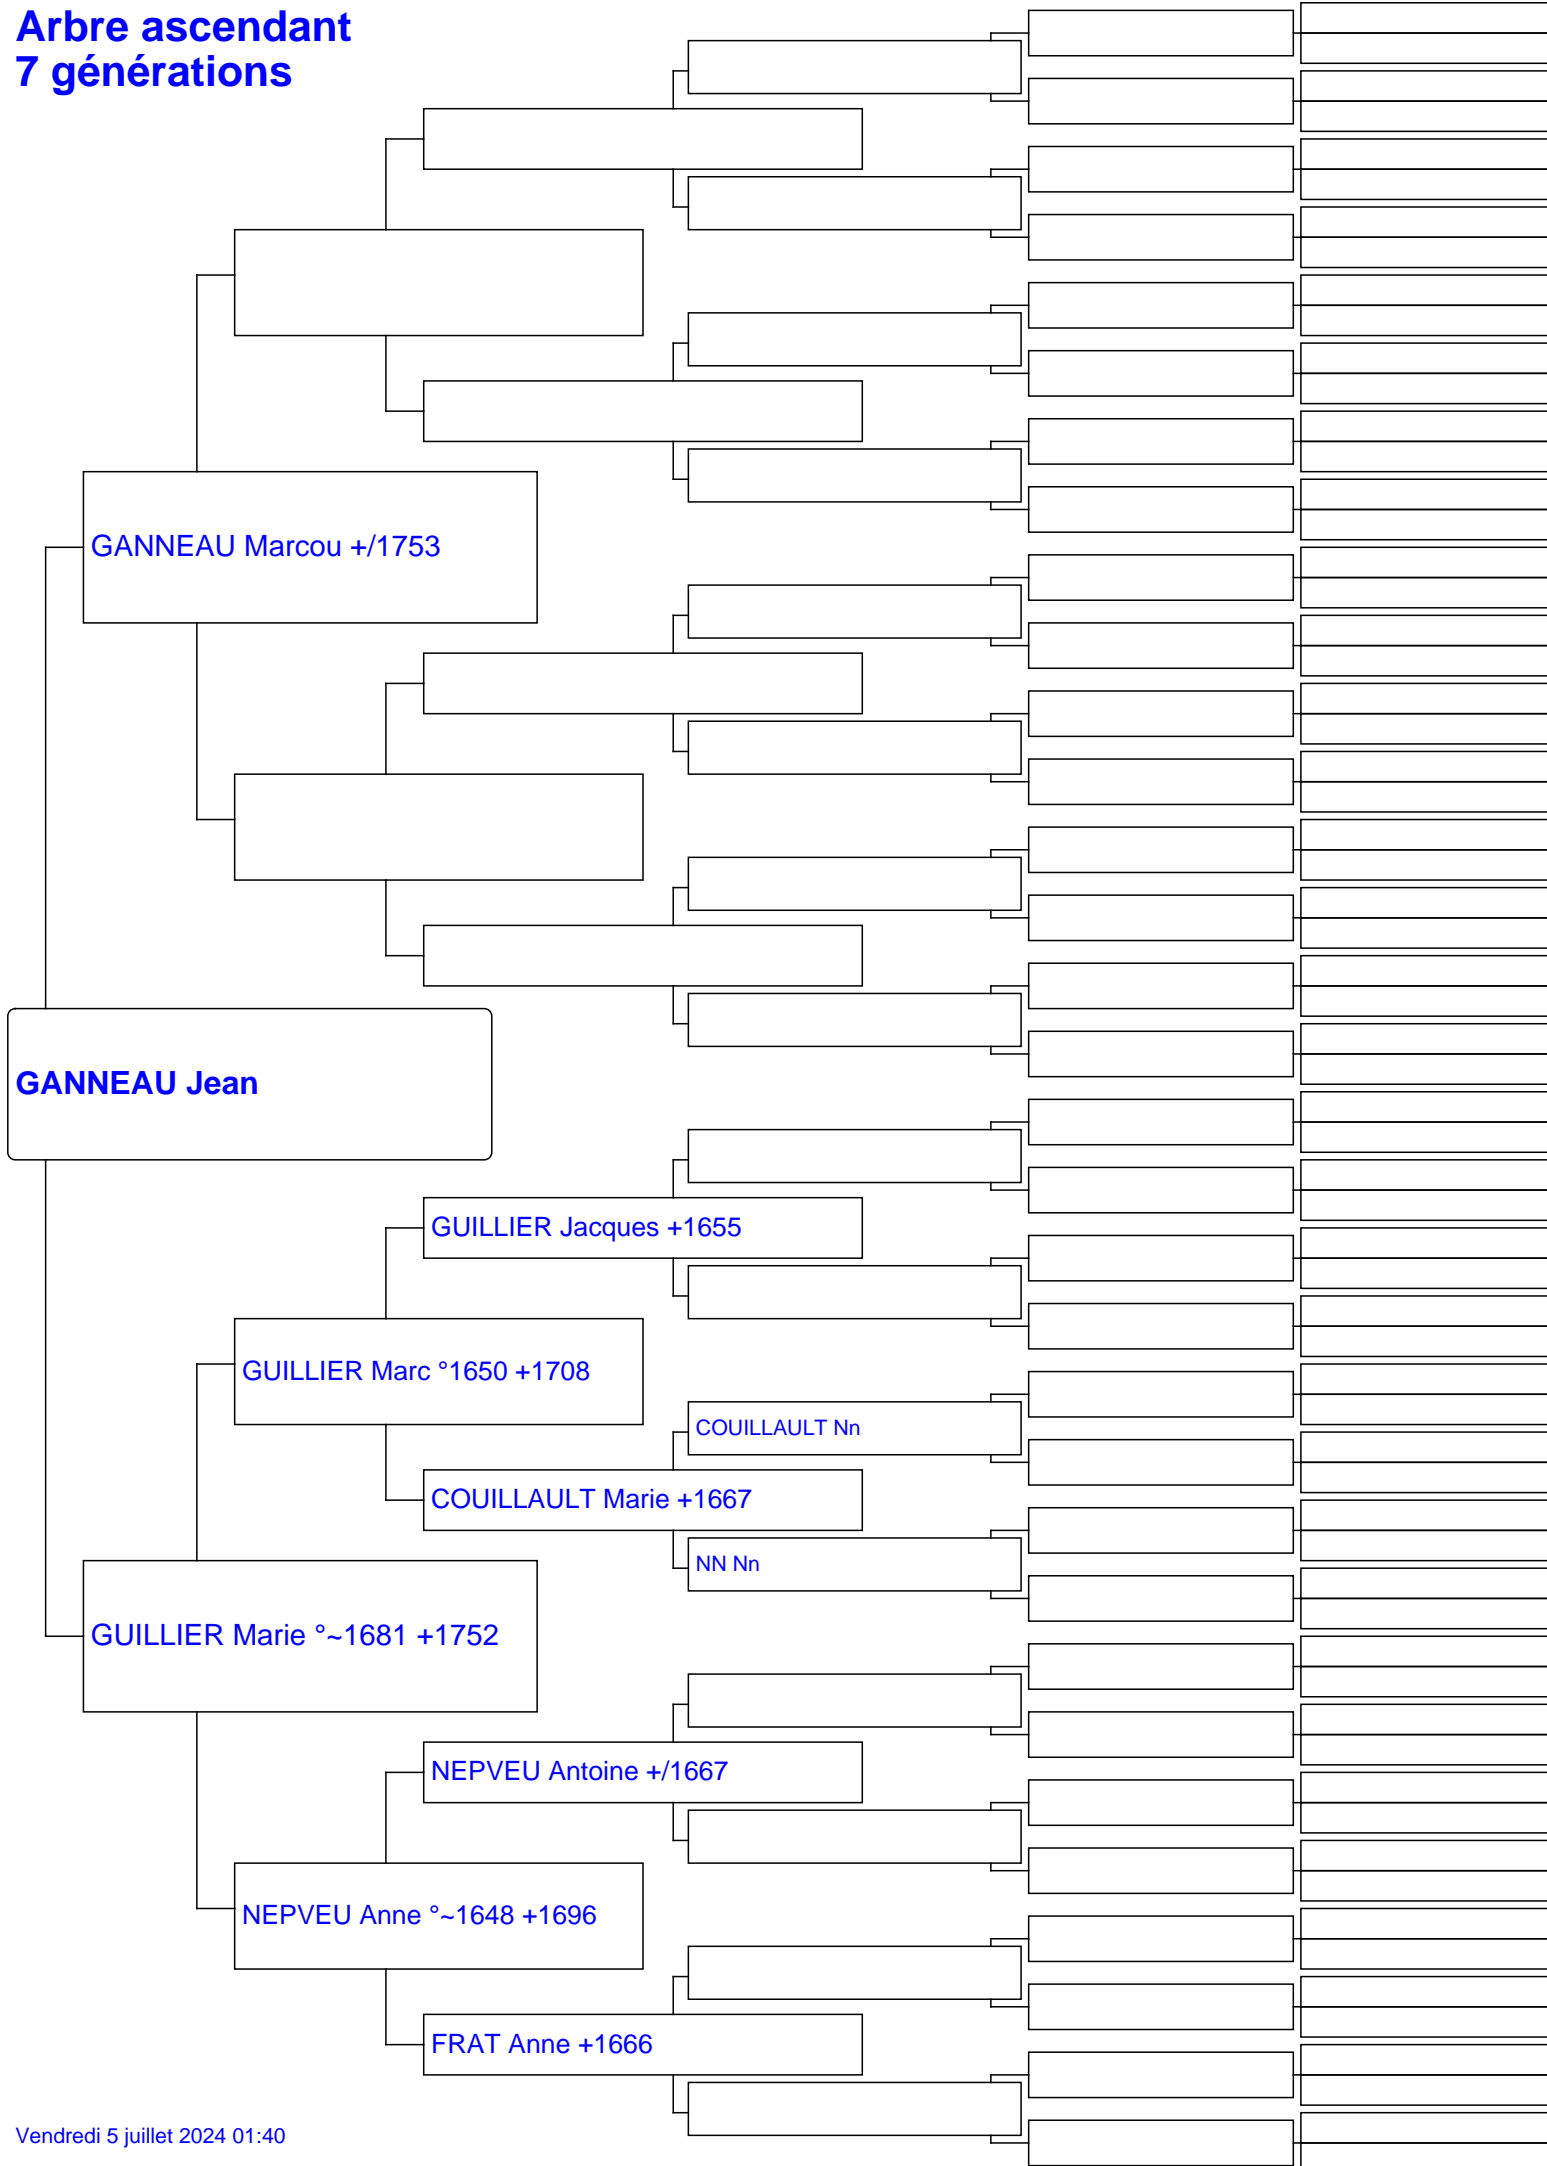 Arbre ascendant
7 générations
GANNEAU Marcou +/1753
GANNEAU Jean
GUILLIER Jacques +1655
GUILLIER Marc °1650 +1708
COUILLAULT Nn
COUILLAULT Marie +1667
NN Nn
GUILLIER Marie °~1681 +1752
NEPVEU Antoine +/1667
NEPVEU Anne °~1648 +1696
FRAT Anne +1666
Vendredi 5 juillet 2024 01:40